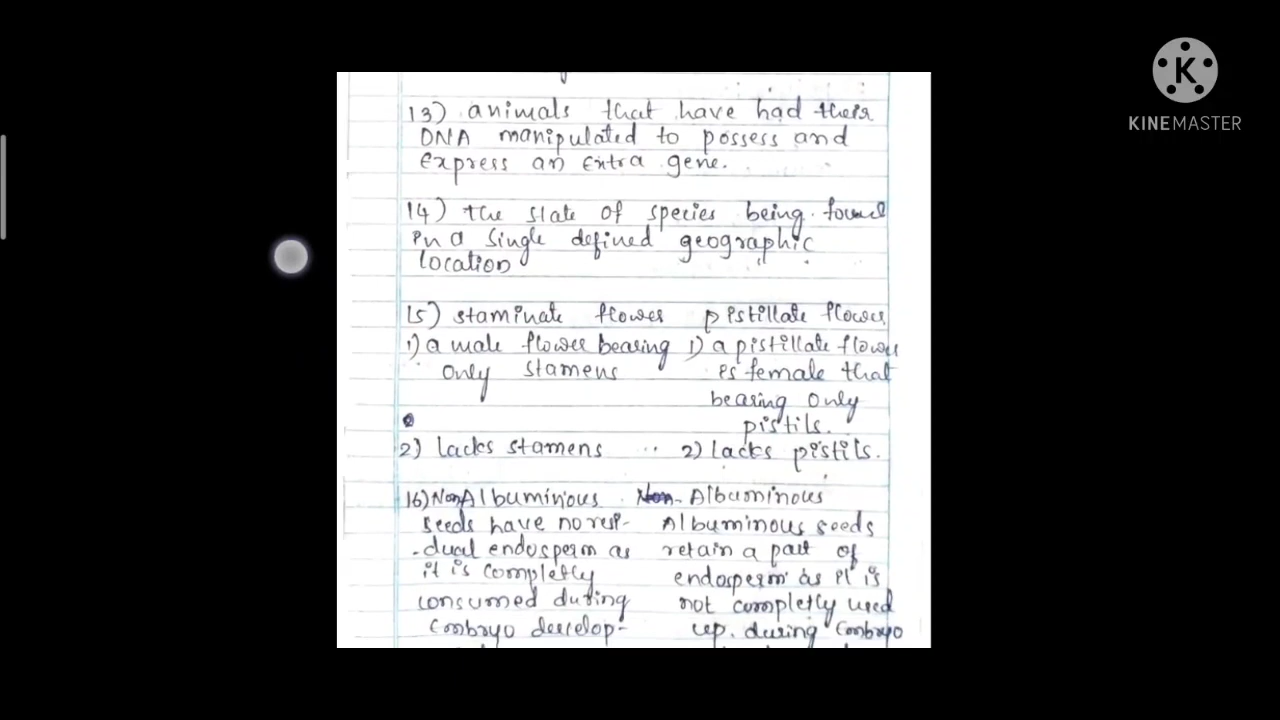 K
KINEMASTER
13) animals that have had their
DNA manipulated to possess and
express an extra gene.
14) the state of species being found
in a single defined geographic
location
15) staminate flower pistillate flower
1) a male flower bearing 1) a pistillate flower
only stamens is female that
bearing only
pistils.
2) lacks stamens 2) lacks pistils.
16) Non Albuminous Non- Albuminous
seeds have no resi- Albuminous seeds
-dual endosperm as retain a part of
it is completly endosperm as it is
consumed during not completly used
embryo develop- up. during embryo